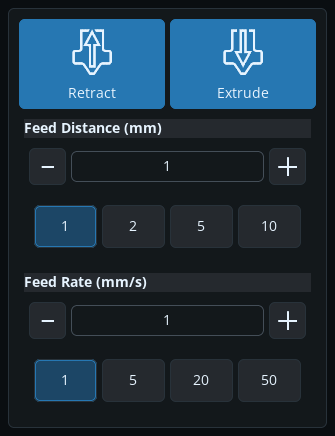 Retract Extrude
Feed Distance (mm)
− 1 +
1 2 5 10
Feed Rate (mm/s)
− 1 +
1 5 20 50